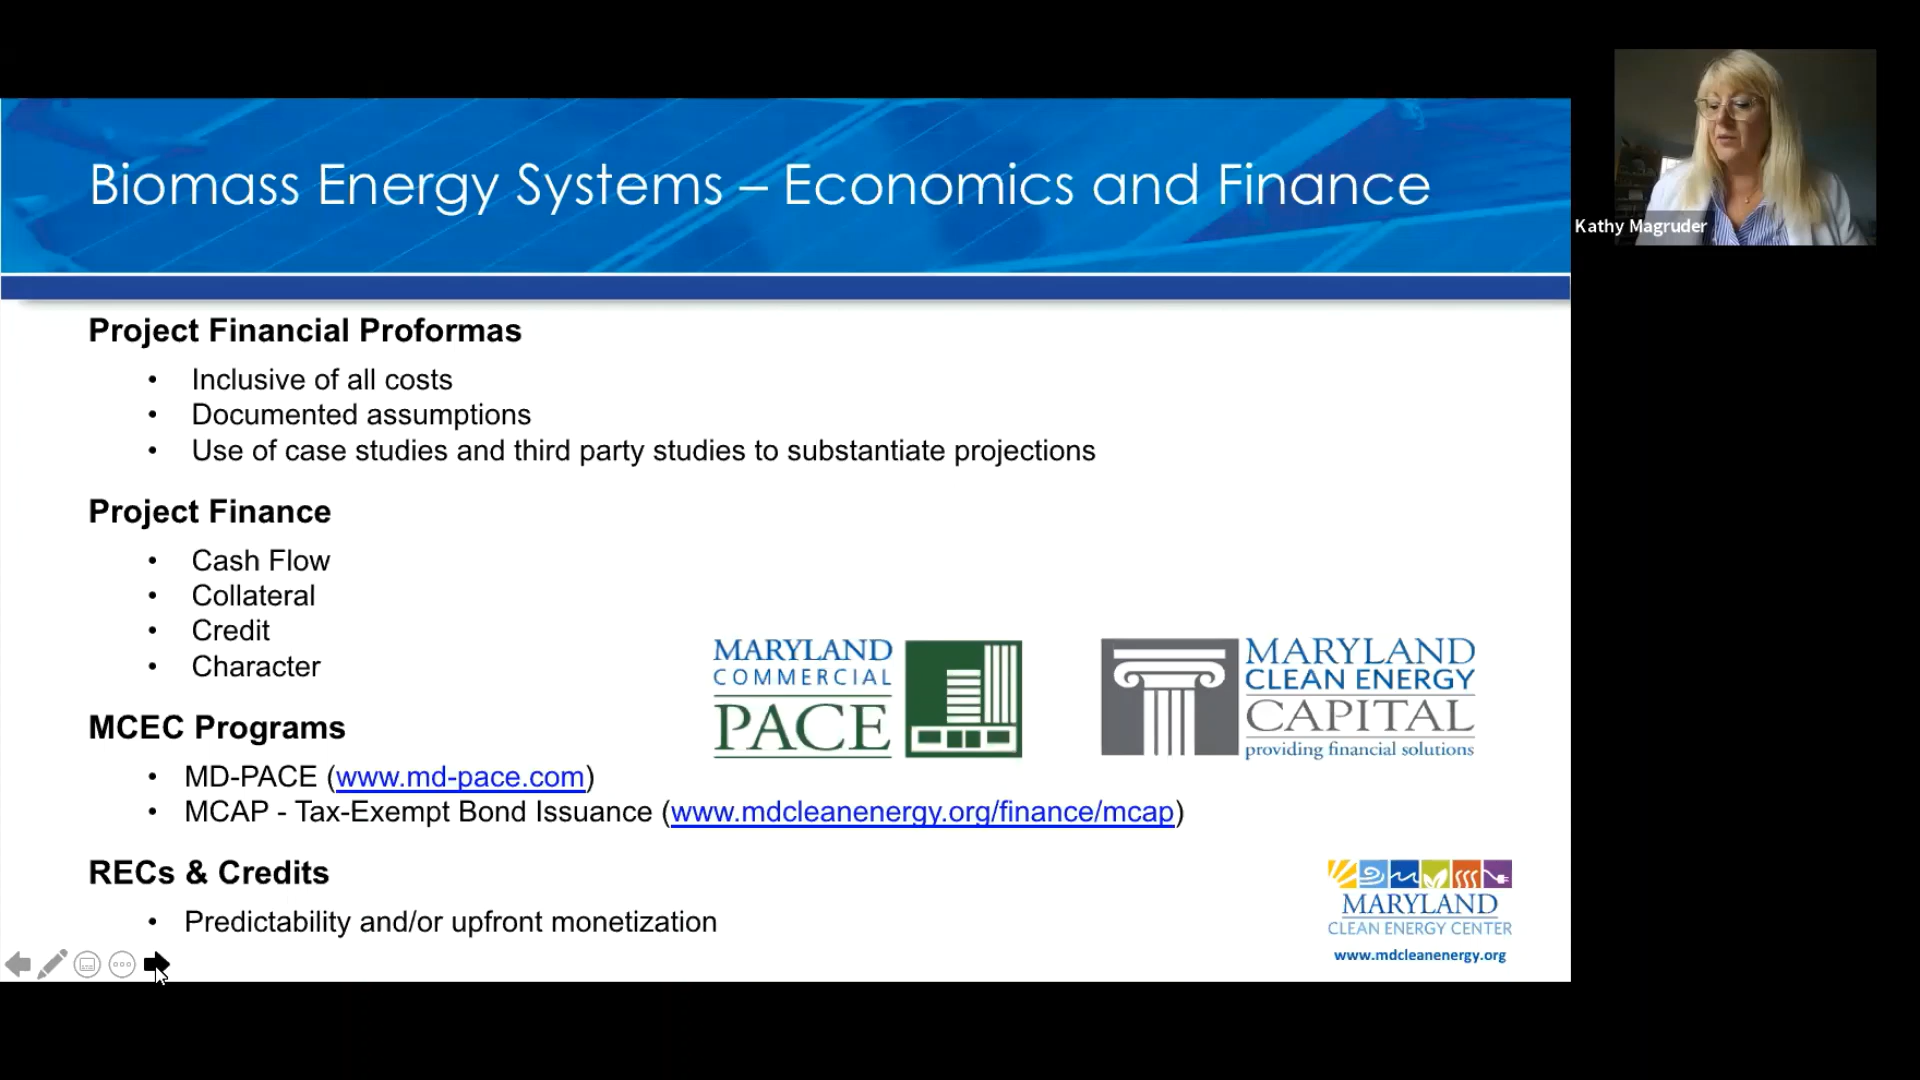 Biomass Energy Systems – Economics and Finance
Kathy Magruder
Project Financial Proformas
• Inclusive of all costs
• Documented assumptions
• Use of case studies and third party studies to substantiate projections
Project Finance
• Cash Flow
• Collateral
• Credit
• Character
MARYLAND
COMMERCIAL
PACE
MARYLAND
CLEAN ENERGY
CAPITAL
providing financial solutions
MCEC Programs
• MD-PACE (www.md-pace.com)
• MCAP - Tax-Exempt Bond Issuance (www.mdcleanenergy.org/finance/mcap)
RECs & Credits
• Predictability and/or upfront monetization
MARYLAND
CLEAN ENERGY CENTER
www.mdcleanenergy.org